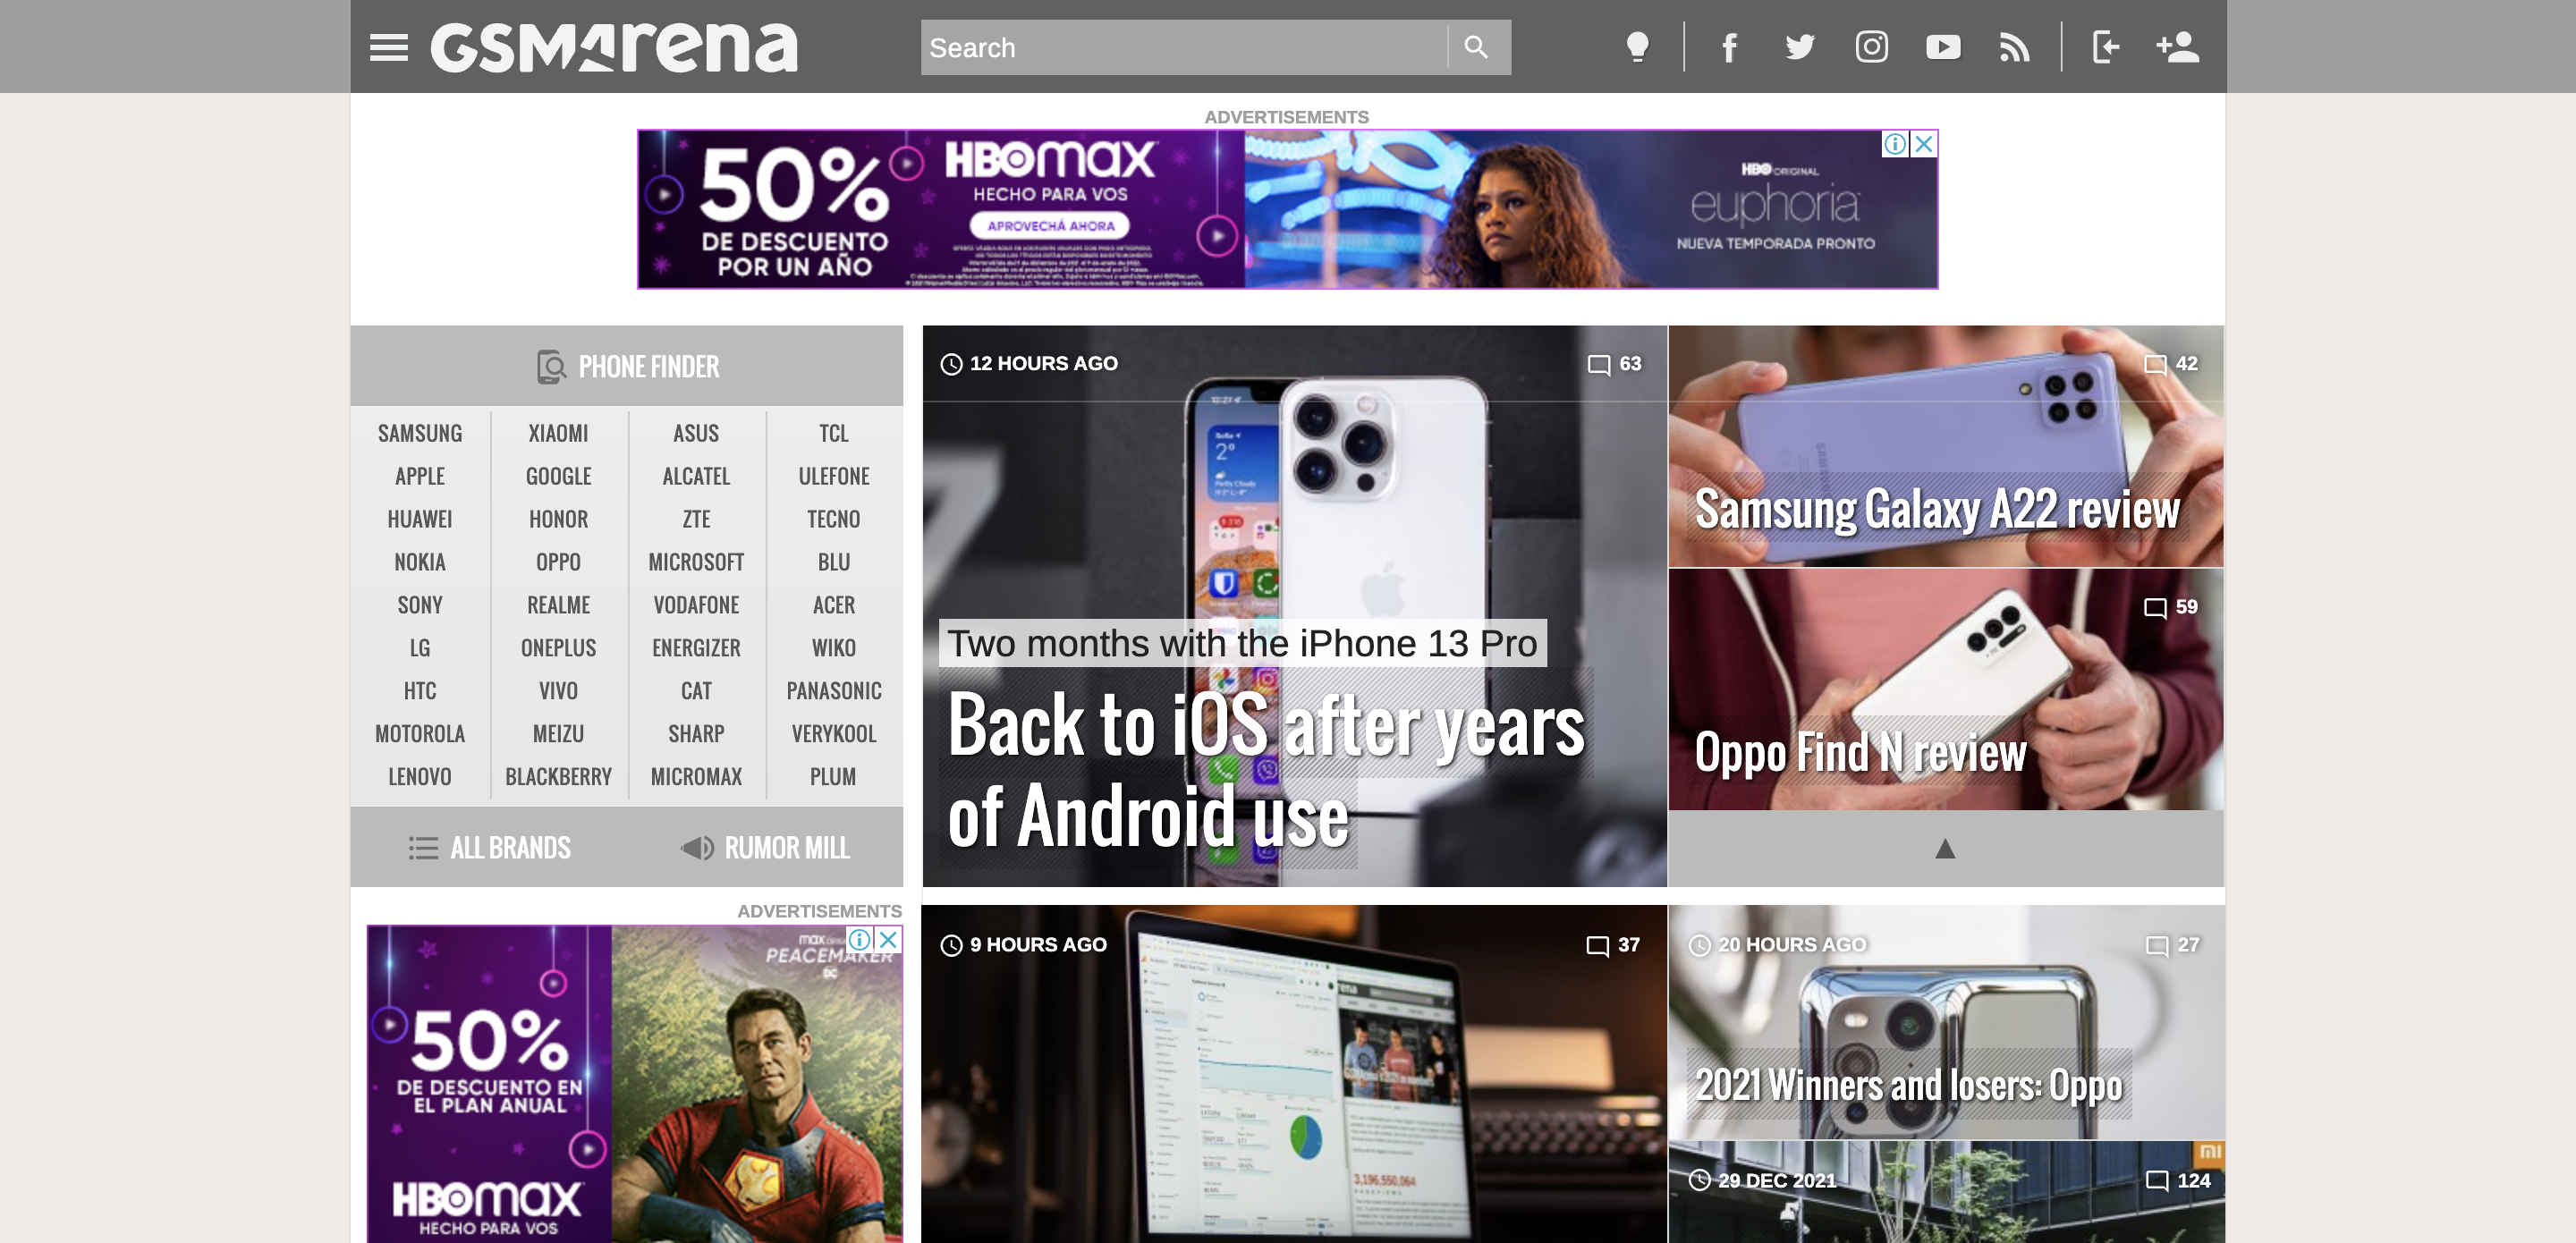 GSMArena
Search
ADVERTISEMENTS
50%
DE DESCUENTO
POR UN AÑO
HBOmax
HECHO PARA VOS
APROVECHÁ AHORA
HBO ORIGINAL
euphoria
NUEVA TEMPORADA PRONTO
PHONE FINDER
SAMSUNG XIAOMI ASUS TCL
APPLE GOOGLE ALCATEL ULEFONE
HUAWEI HONOR ZTE TECNO
NOKIA OPPO MICROSOFT BLU
SONY REALME VODAFONE ACER
LG ONEPLUS ENERGIZER WIKO
HTC VIVO CAT PANASONIC
MOTOROLA MEIZU SHARP VERYKOOL
LENOVO BLACKBERRY MICROMAX PLUM
ALL BRANDS RUMOR MILL
12 HOURS AGO 63
Two months with the iPhone 13 Pro
Back to iOS after years
of Android use
42
Samsung Galaxy A22 review
59
Oppo Find N review
ADVERTISEMENTS
PEACEMAKER
DC
50%
DE DESCUENTO EN
EL PLAN ANUAL
HBOmax
HECHO PARA VOS
9 HOURS AGO 37
3,196,550,064
20 HOURS AGO 27
2021 Winners and losers: Oppo
29 DEC 2021 124